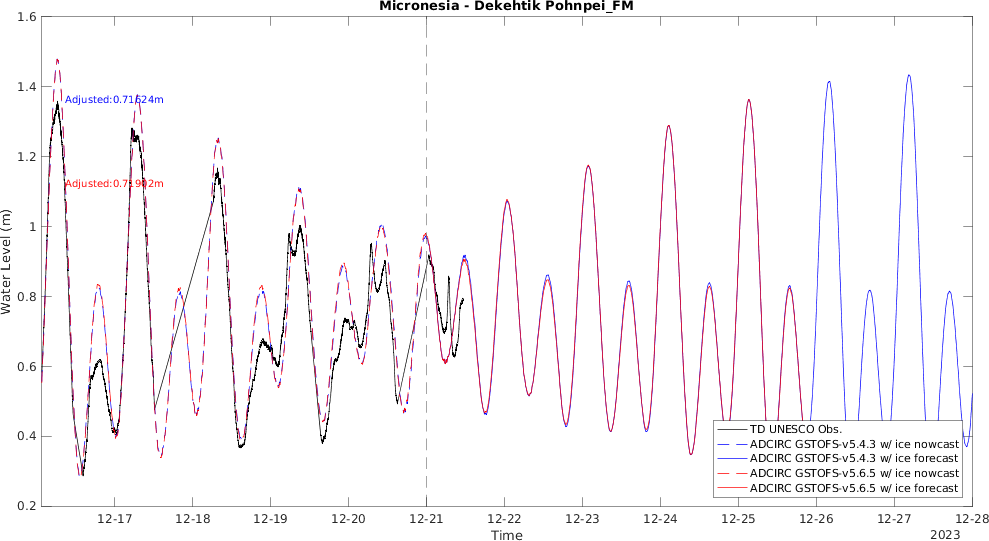 Micronesia - Dekehtik Pohnpei_FM
1.6
1.4
1.2
1
0.8
0.6
0.4
0.2
Water Level (m)
Adjusted:0.71624m
Adjusted:0.71902m
TD UNESCO Obs.
ADCIRC GSTOFS-v5.4.3 w/ ice nowcast
ADCIRC GSTOFS-v5.4.3 w/ ice forecast
ADCIRC GSTOFS-v5.6.5 w/ ice nowcast
ADCIRC GSTOFS-v5.6.5 w/ ice forecast
12-17 12-18 12-19 12-20 12-21 12-22 12-23 12-24 12-25 12-26 12-27 12-28
Time
2023